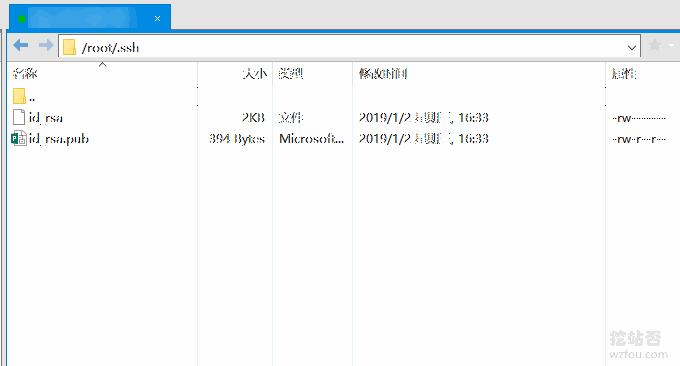 /root/.ssh
名称 大小 类型 修改时间 属性
..
id_rsa 2KB 文件 2019/1/2 星期三, 16:33 -rw-------
id_rsa.pub 394 Bytes Microsoft... 2019/1/2 星期三, 16:33 -rw-r--r--
挖站否
wzfou.com